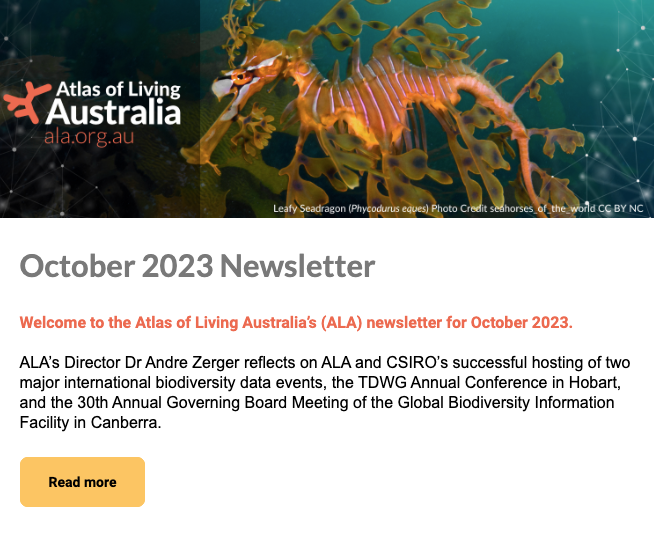 Atlas of Living
Australia
ala.org.au
Leafy Seadragon (Phycodurus eques) Photo Credit seahorses_of_the_world CC BY NC
October 2023 Newsletter
Welcome to the Atlas of Living Australia’s (ALA) newsletter for October 2023.
ALA’s Director Dr Andre Zerger reflects on ALA and CSIRO’s successful hosting of two
major international biodiversity data events, the TDWG Annual Conference in Hobart,
and the 30th Annual Governing Board Meeting of the Global Biodiversity Information
Facility in Canberra.
Read more